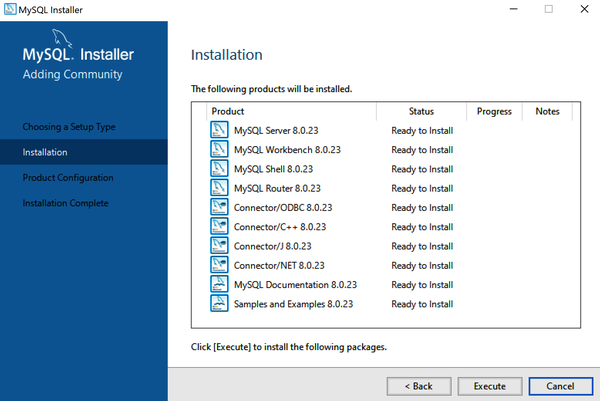 MySQL Installer
MySQL. Installer
Adding Community
Choosing a Setup Type
Installation
Product Configuration
Installation Complete
Installation
The following products will be installed.
Product Status Progress Notes
MySQL Server 8.0.23 Ready to Install
MySQL Workbench 8.0.23 Ready to Install
MySQL Shell 8.0.23 Ready to Install
MySQL Router 8.0.23 Ready to Install
Connector/ODBC 8.0.23 Ready to Install
Connector/C++ 8.0.23 Ready to Install
Connector/J 8.0.23 Ready to Install
Connector/NET 8.0.23 Ready to Install
MySQL Documentation 8.0.23 Ready to Install
Samples and Examples 8.0.23 Ready to Install
Click [Execute] to install the following packages.
< Back Execute Cancel